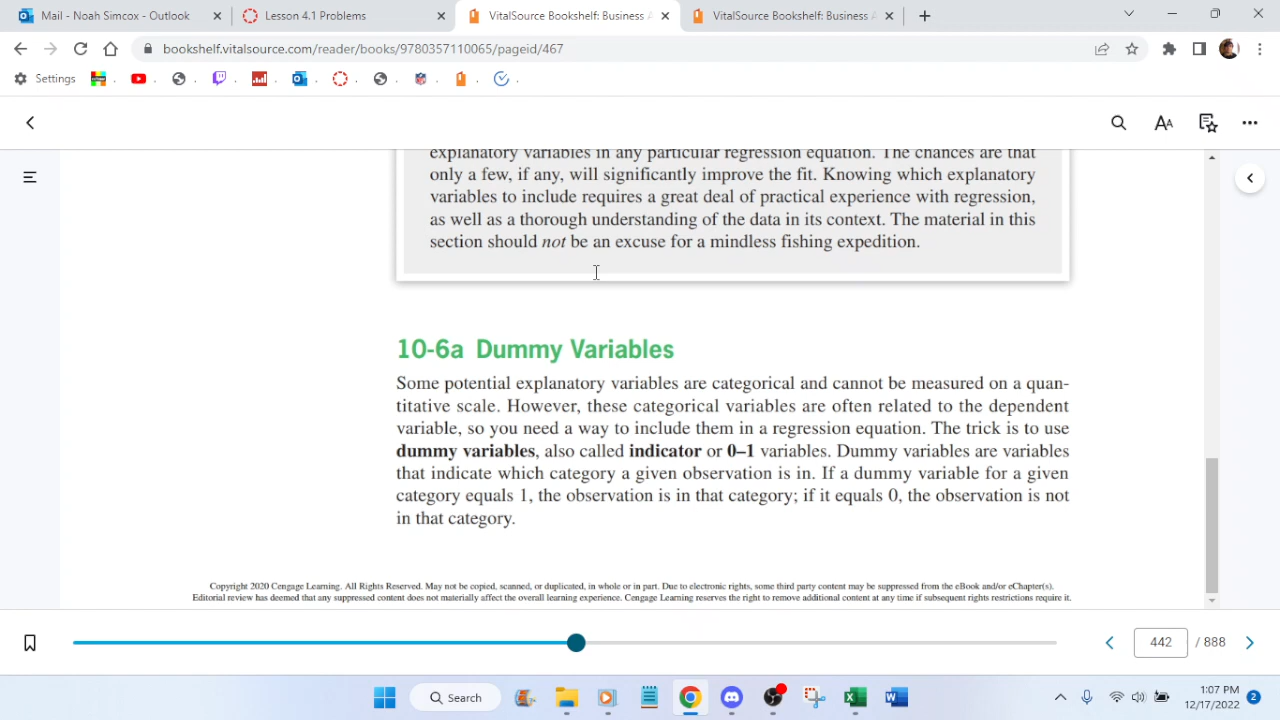 Mail - Noah Simcox - Outlook
Lesson 4.1 Problems
VitalSource Bookshelf: Business A
VitalSource Bookshelf: Business A
bookshelf.vitalsource.com/reader/books/9780357110065/pageid/467
Settings
explanatory variables in any particular regression equation. The chances are that
only a few, if any, will significantly improve the fit. Knowing which explanatory
variables to include requires a great deal of practical experience with regression,
as well as a thorough understanding of the data in its context. The material in this
section should not be an excuse for a mindless fishing expedition.
10-6a Dummy Variables
Some potential explanatory variables are categorical and cannot be measured on a quan-
titative scale. However, these categorical variables are often related to the dependent
variable, so you need a way to include them in a regression equation. The trick is to use
dummy variables, also called indicator or 0–1 variables. Dummy variables are variables
that indicate which category a given observation is in. If a dummy variable for a given
category equals 1, the observation is in that category; if it equals 0, the observation is not
in that category.
Copyright 2020 Cengage Learning. All Rights Reserved. May not be copied, scanned, or duplicated, in whole or in part. Due to electronic rights, some third party content may be suppressed from the eBook and/or eChapter(s).
Editorial review has deemed that any suppressed content does not materially affect the overall learning experience. Cengage Learning reserves the right to remove additional content at any time if subsequent rights restrictions require it.
442 / 888
Search
1:07 PM
12/17/2022
2